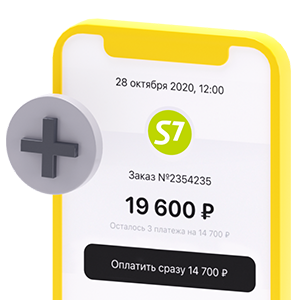 28 октября 2020, 12:00
S7
Заказ №2354235
19 600 ₽
Осталось 3 платежа на 14 700 ₽
Оплатить сразу 14 700 ₽